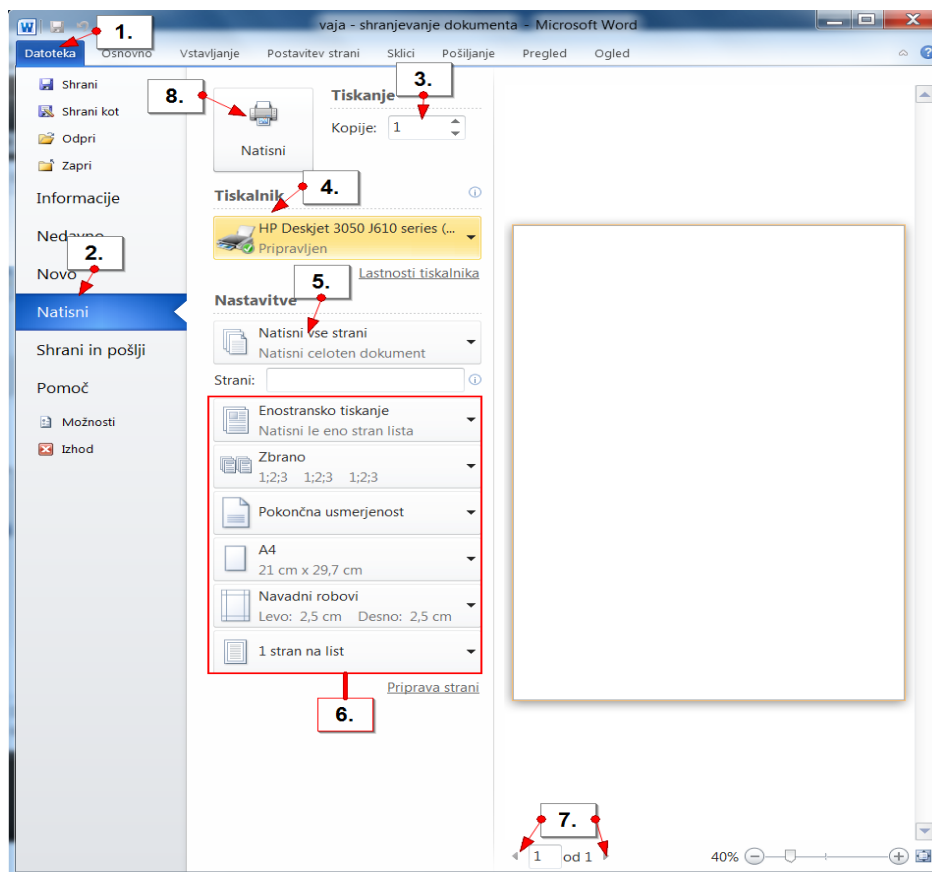 vaja - shranjevanje dokumenta - Microsoft Word
1.
Datoteka Osnovno Vstavljanje Postavitev strani Sklici Pošiljanje Pregled Ogled
Shrani
Shrani kot
Odpri
Zapri
Informacije
Nedavno
2.
Novo
Natisni
Shrani in pošlji
Pomoč
Možnosti
Izhod
8.
Natisni
3.
Tiskanje
Kopije: 1
Tiskalnik
4.
HP Deskjet 3050 J610 series (...
Pripravljen
Lastnosti tiskalnika
5.
Nastavitve
Natisni vse strani
Natisni celoten dokument
Strani:
Enostransko tiskanje
Natisni le eno stran lista
Zbrano
1;2;3 1;2;3 1;2;3
Pokončna usmerjenost
A4
21 cm x 29,7 cm
Navadni robovi
Levo: 2,5 cm Desno: 2,5 cm
1 stran na list
Priprava strani
6.
7.
1 od 1
40%